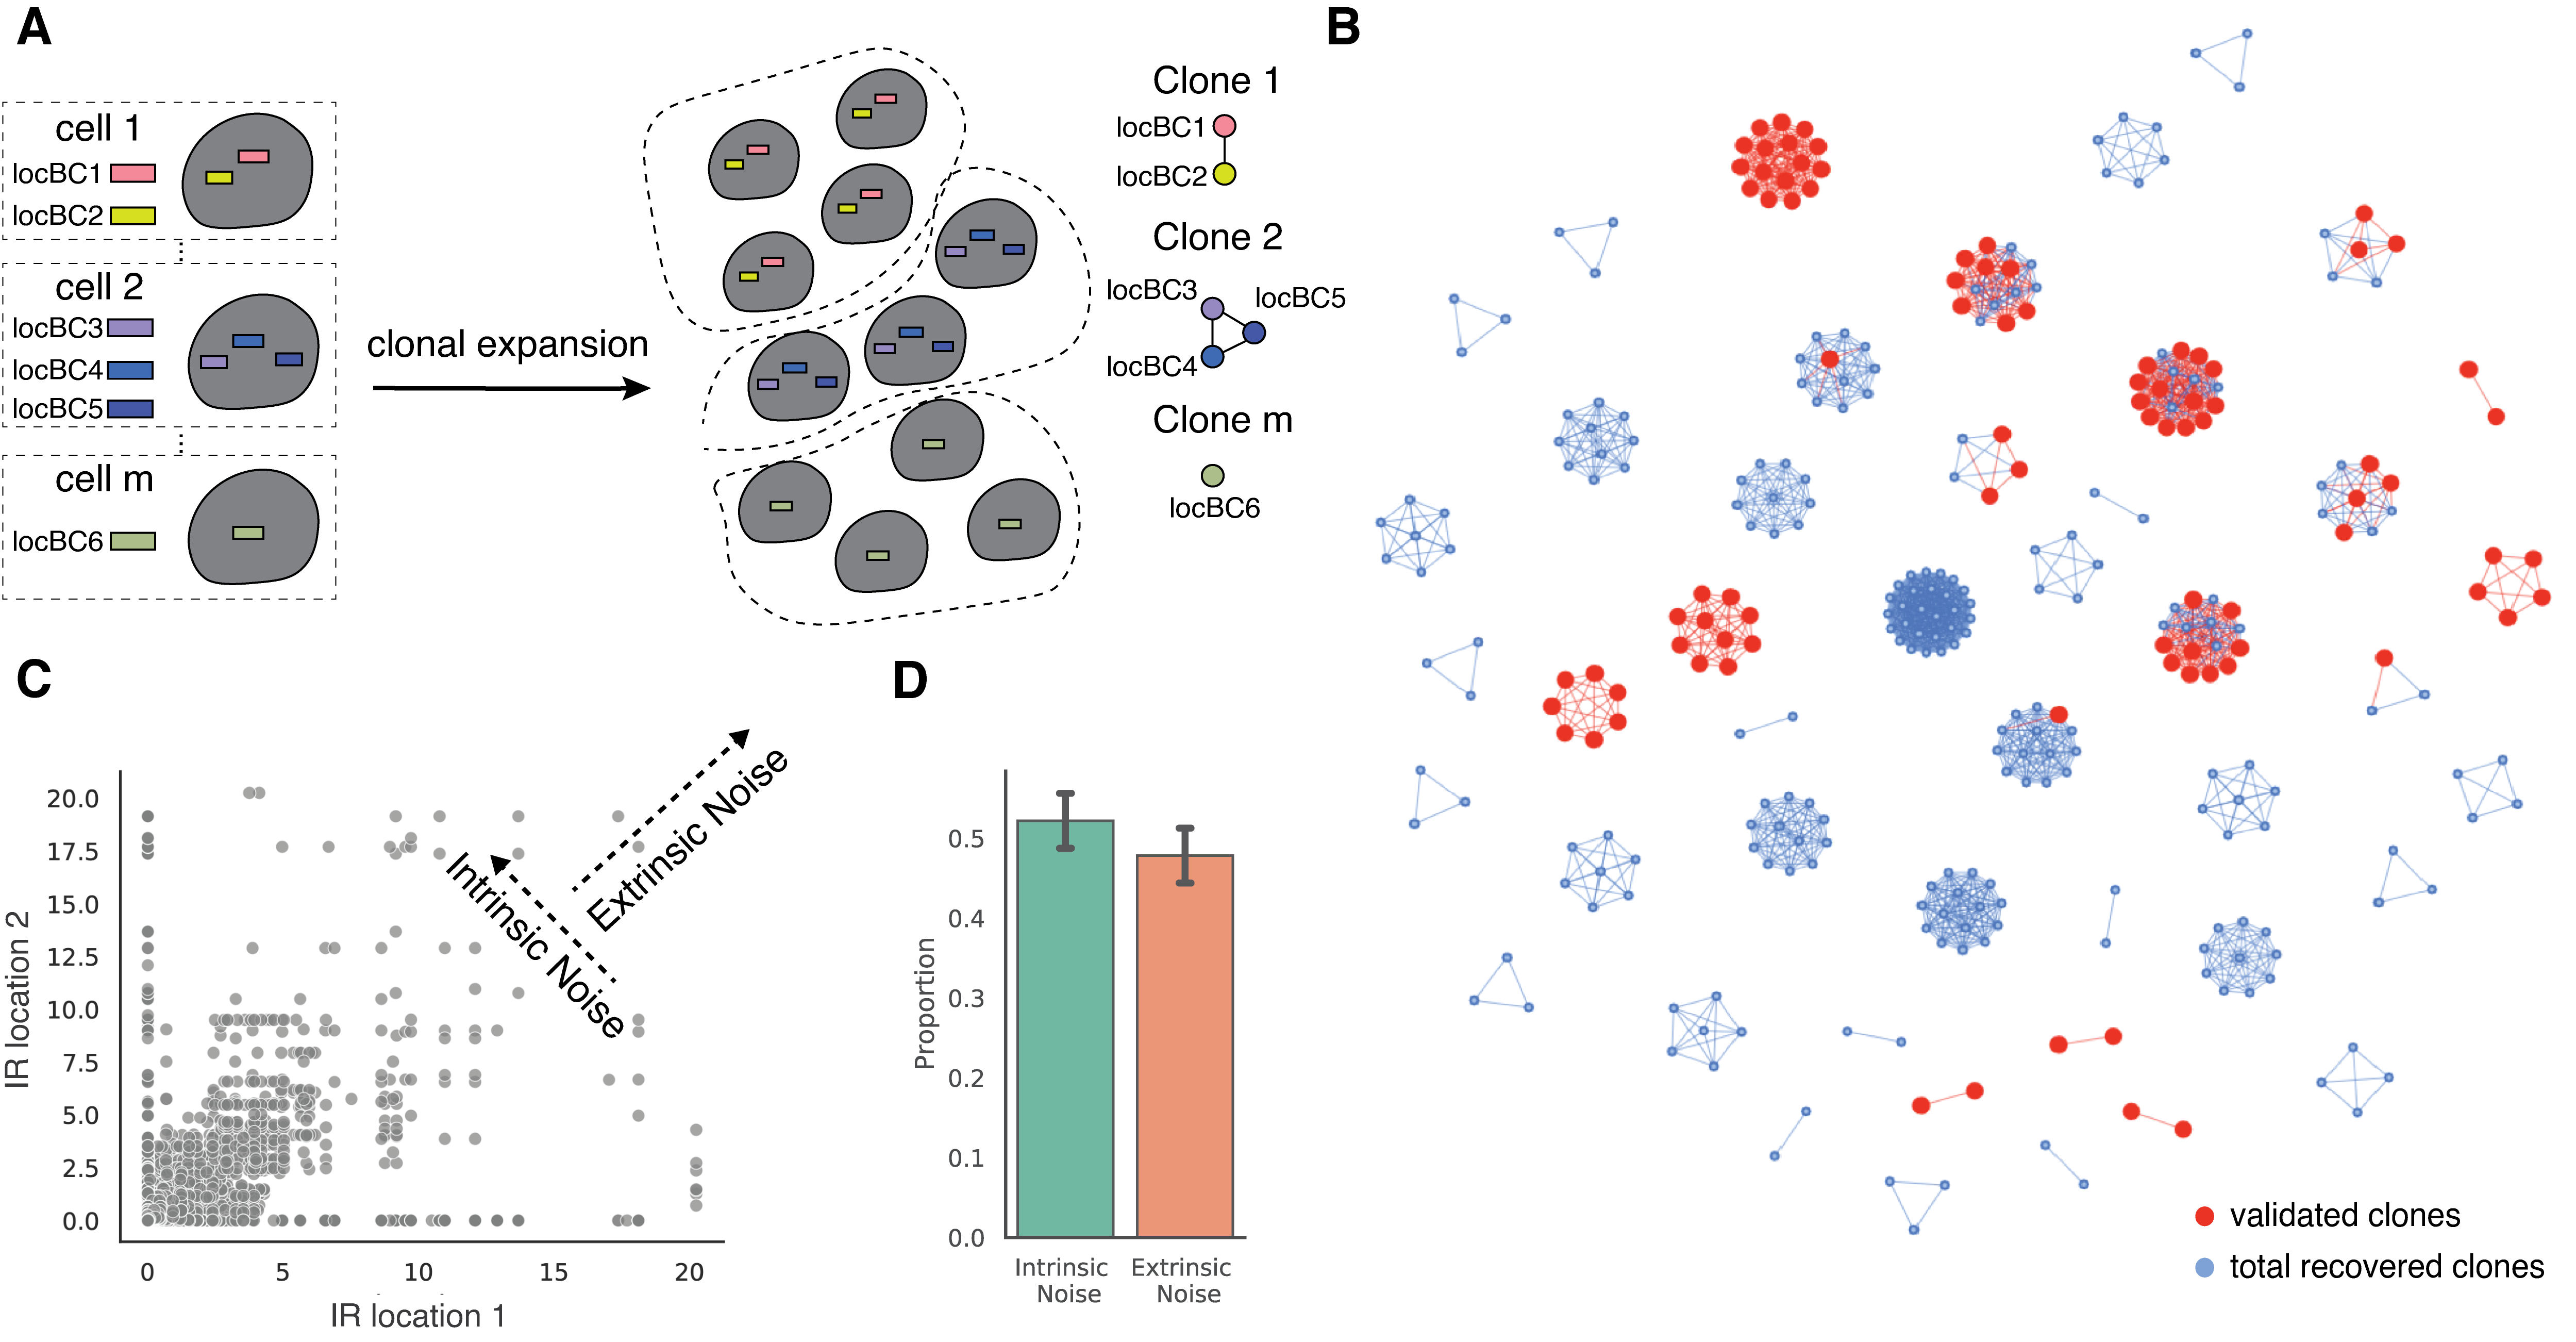 A
cell 1
locBC1
locBC2
cell 2
locBC3
locBC4
locBC5
cell m
locBC6
clonal expansion
Clone 1
locBC1
locBC2
Clone 2
locBC3
locBC5
locBC4
Clone m
locBC6
B
validated clones
total recovered clones
C
IR location 2
20.0
17.5
15.0
12.5
10.0
7.5
5.0
2.5
0.0
0 5 10 15 20
IR location 1
Intrinsic Noise
Extrinsic Noise
D
Proportion
0.5
0.4
0.3
0.2
0.1
0.0
Intrinsic Extrinsic
Noise Noise